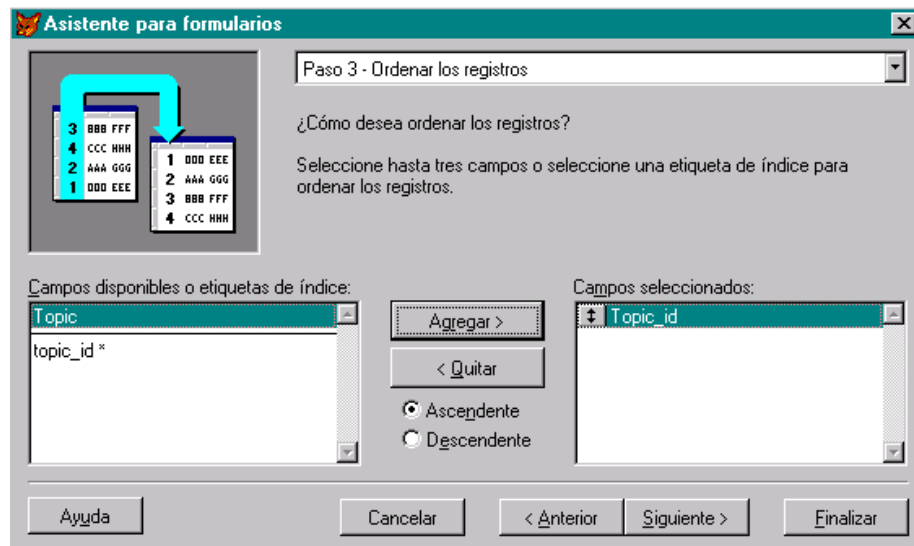 Asistente para formularios
Paso 3 - Ordenar los registros
3 BBB FFF
4 CCC HHH
2 AAA GGG
1 DDD EEE
1 DDD EEE
2 AAA GGG
3 BBB FFF
4 CCC HHH
¿Cómo desea ordenar los registros?
Seleccione hasta tres campos o seleccione una etiqueta de índice para
ordenar los registros.
Campos disponibles o etiquetas de índice:
Topic
topic_id *
Agregar >
< Quitar
Ascendente
Descendente
Campos seleccionados:
Topic_id
Ayuda
Cancelar
< Anterior
Siguiente >
Finalizar